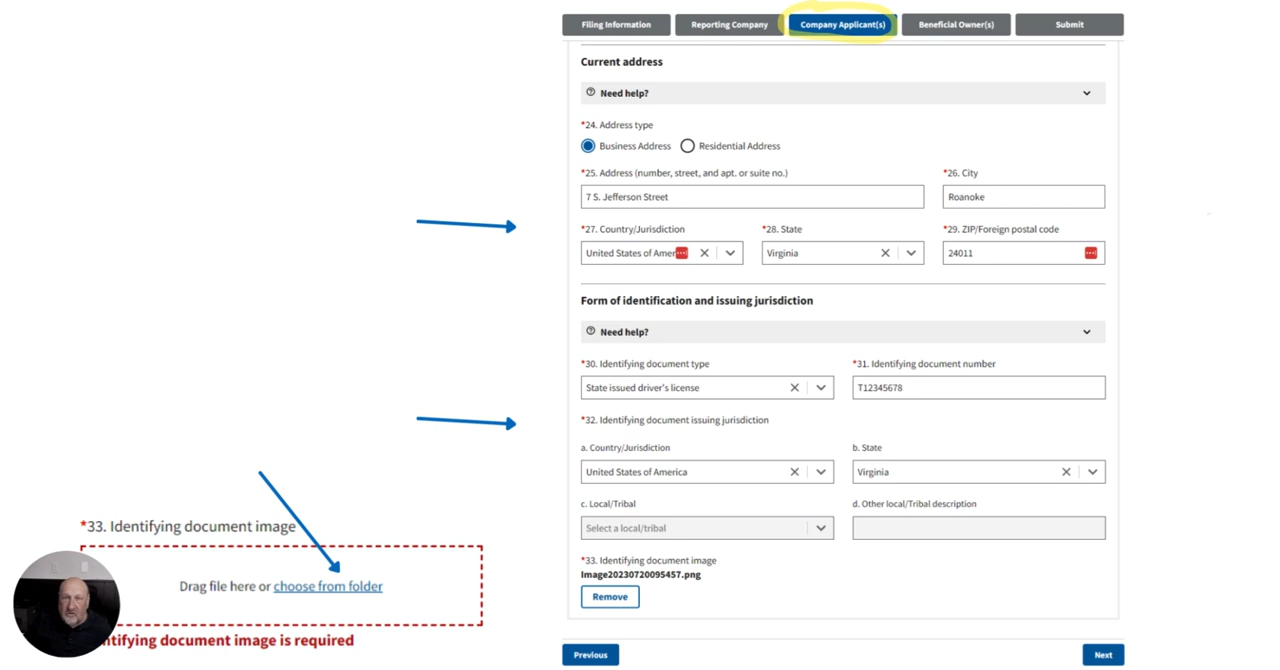 Filing Information
Reporting Company
Company Applicant(s)
Beneficial Owner(s)
Submit
Current address
Need help?
*24. Address type
Business Address
Residential Address
*25. Address (number, street, and apt. or suite no.)
*26. City
7 S. Jefferson Street
Roanoke
*27. Country/Jurisdiction
*28. State
*29. ZIP/Foreign postal code
United States of Amer
Virginia
24011
Form of identification and issuing jurisdiction
Need help?
*30. Identifying document type
*31. Identifying document number
State issued driver's license
T12345678
*32. Identifying document issuing jurisdiction
a. Country/Jurisdiction
b. State
United States of America
Virginia
c. Local/Tribal
d. Other local/Tribal description
Select a local/tribal
*33. Identifying document image
Image20230720095457.png
Remove
Previous
Next
*33. Identifying document image
Drag file here or choose from folder
ntifying document image is required